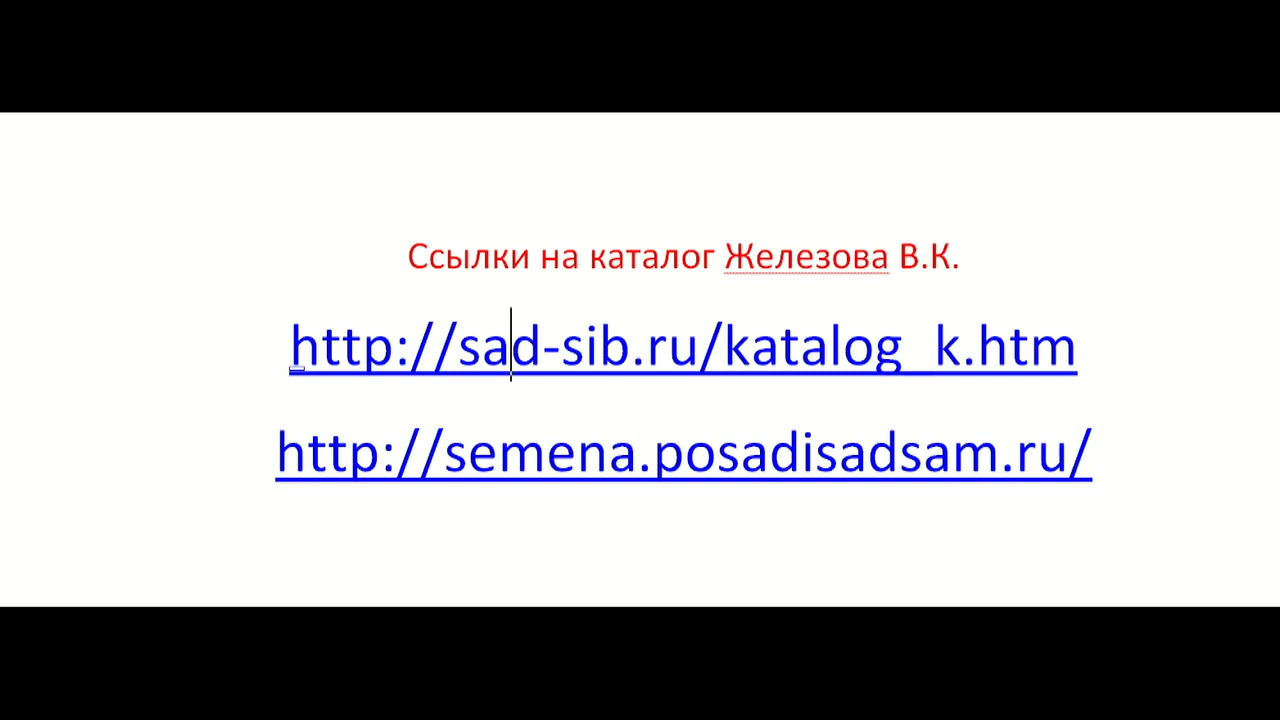 Ссылки на каталог Железова В.К.
http://sad-sib.ru/katalog_k.htm
http://semena.posadisadsam.ru/